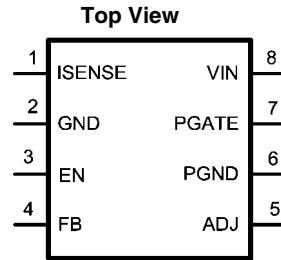 Top View
1 ISENSE VIN 8
2 GND PGATE 7
3 EN PGND 6
4 FB ADJ 5